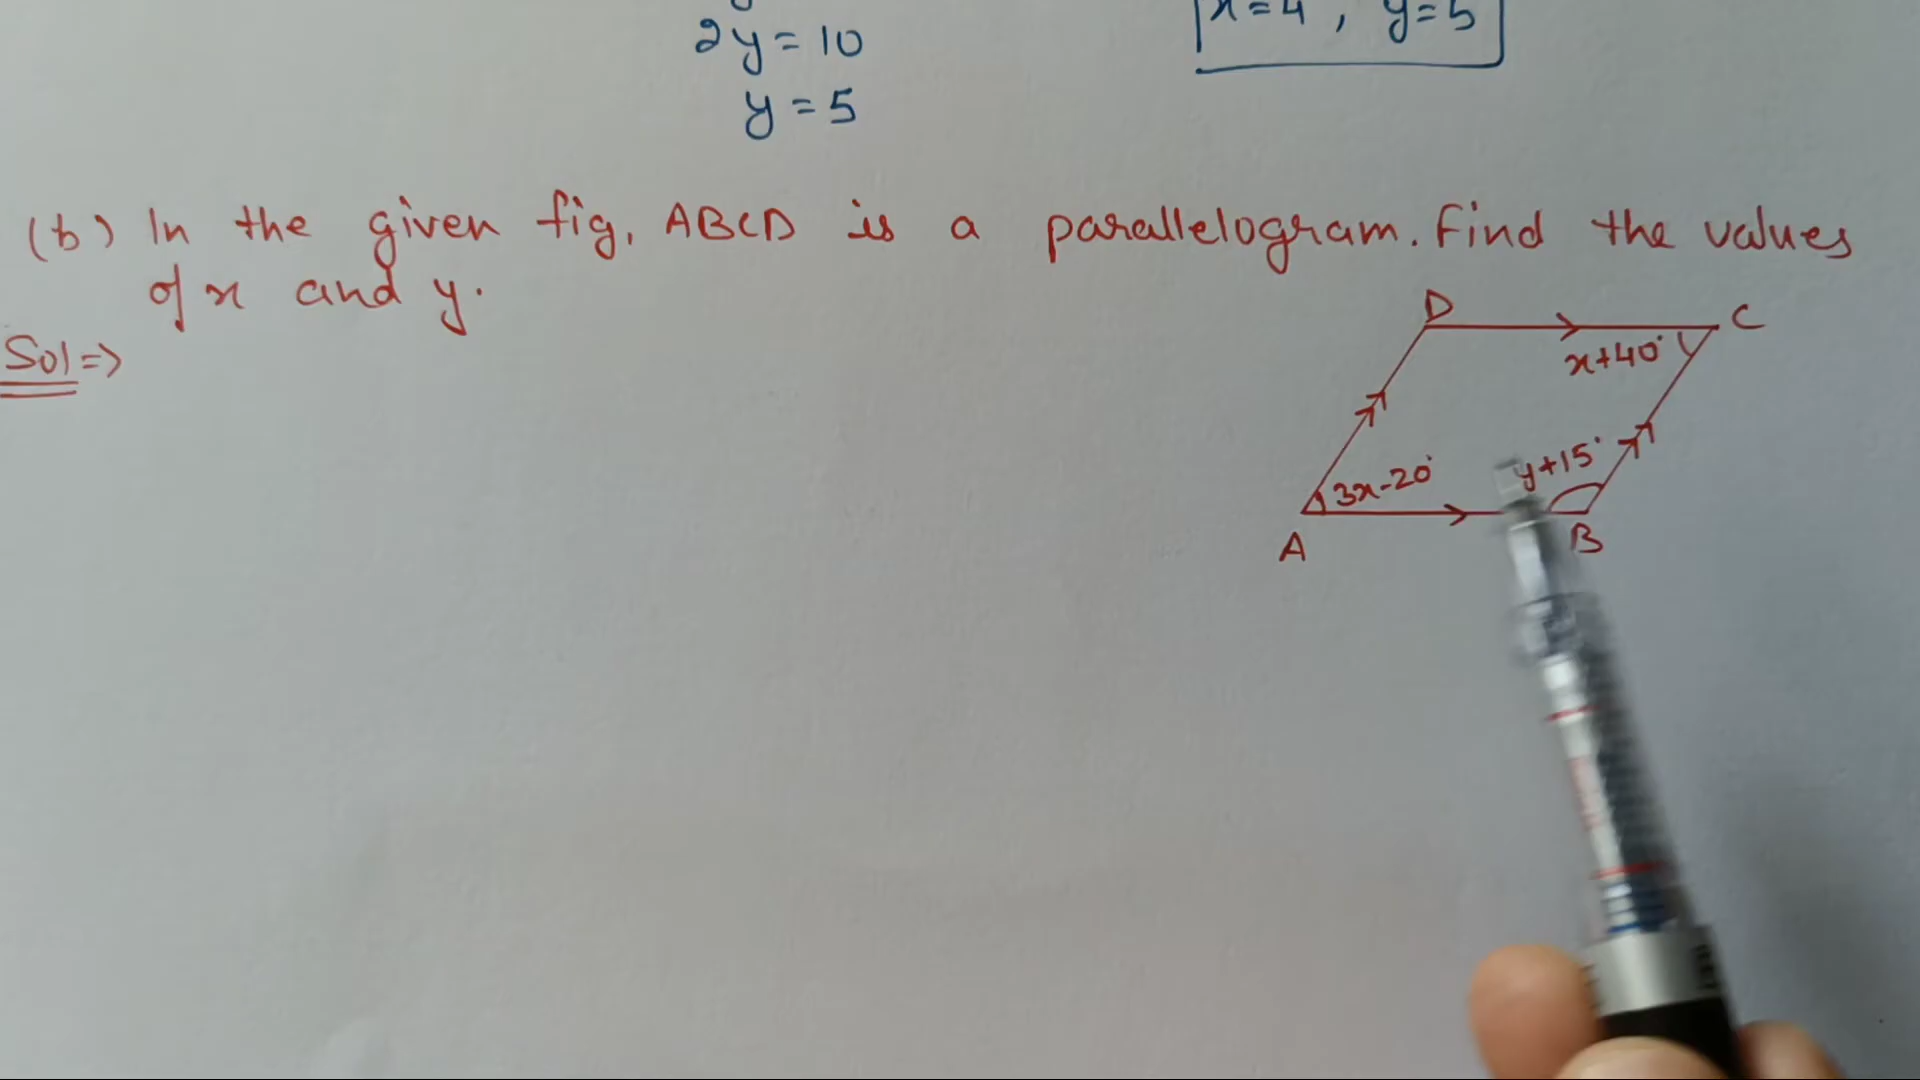 2y = 10
x = 4 , y = 5
y = 5
(b) In the given fig, ABCD is a parallelogram. Find the values
of x and y.
Sol =>
D
C
x+40°
y+15°
3x-20°
A
B